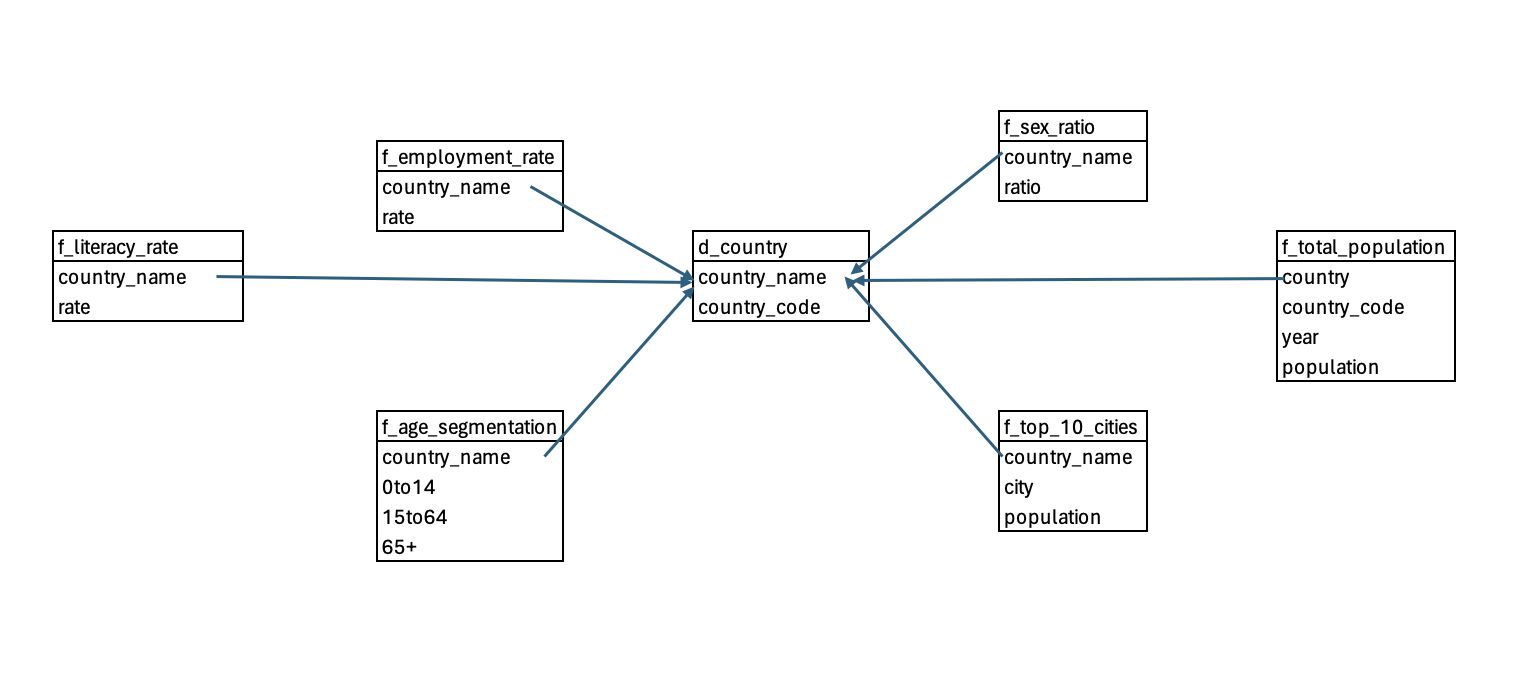 f_sex_ratio
country_name
ratio
f_employment_rate
country_name
rate
f_literacy_rate
country_name
rate
d_country
country_name
country_code
f_total_population
country
country_code
year
population
f_age_segmentation
country_name
0to14
15to64
65+
f_top_10_cities
country_name
city
population